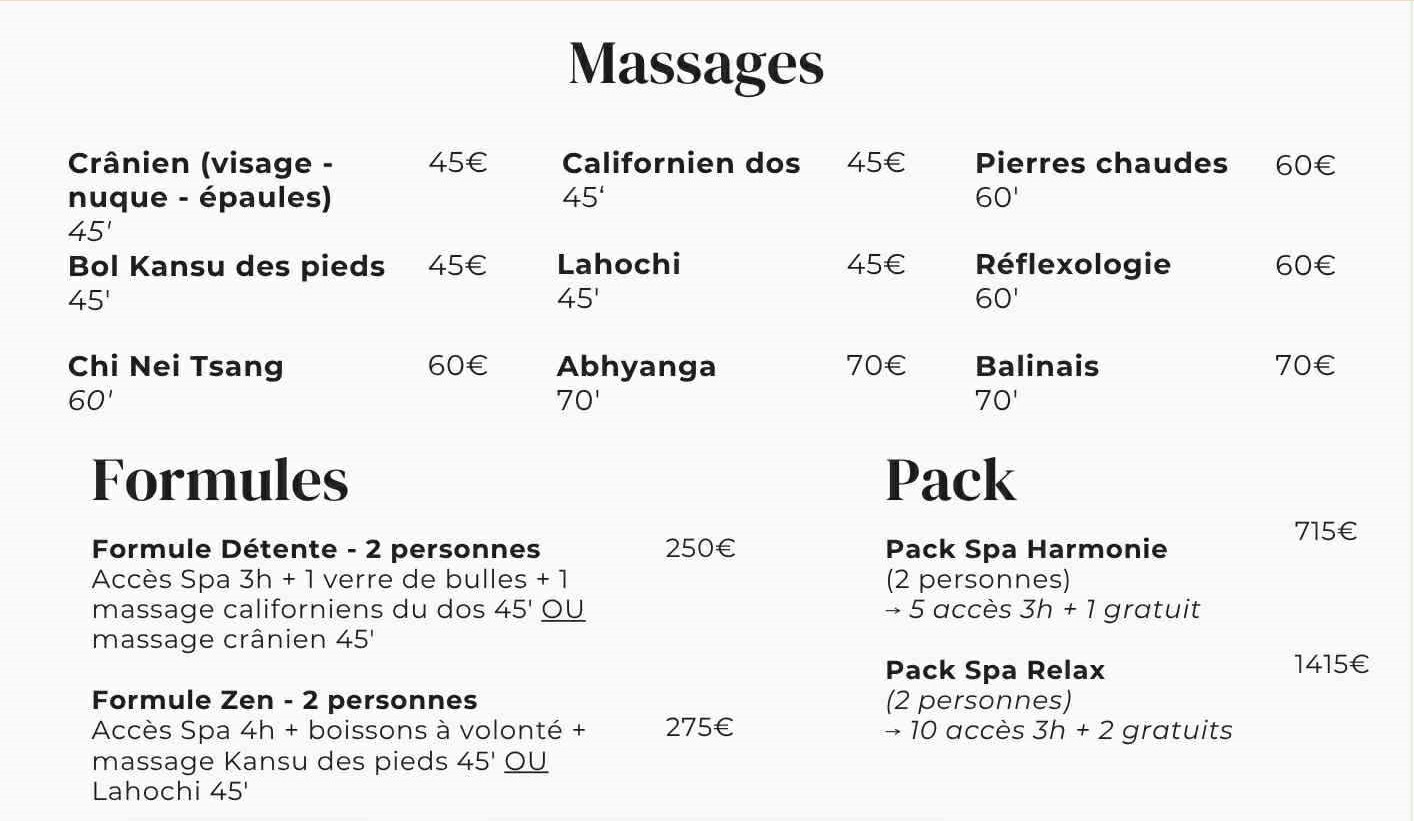 Massages
Crânien (visage - 45€
nuque - épaules)
45'
Californien dos 45€
45‘
Pierres chaudes 60€
60'
Bol Kansu des pieds 45€
45'
Lahochi 45€
45'
Réflexologie 60€
60'
Chi Nei Tsang 60€
60'
Abhyanga 70€
70'
Balinais 70€
70'
Formules
Formule Détente - 2 personnes 250€
Accès Spa 3h + 1 verre de bulles + 1
massage californiens du dos 45' OU
massage crânien 45'
Formule Zen - 2 personnes
Accès Spa 4h + boissons à volonté + 275€
massage Kansu des pieds 45' OU
Lahochi 45'
Pack
715€
Pack Spa Harmonie
(2 personnes)
→ 5 accès 3h + 1 gratuit
Pack Spa Relax 1415€
(2 personnes)
→ 10 accès 3h + 2 gratuits